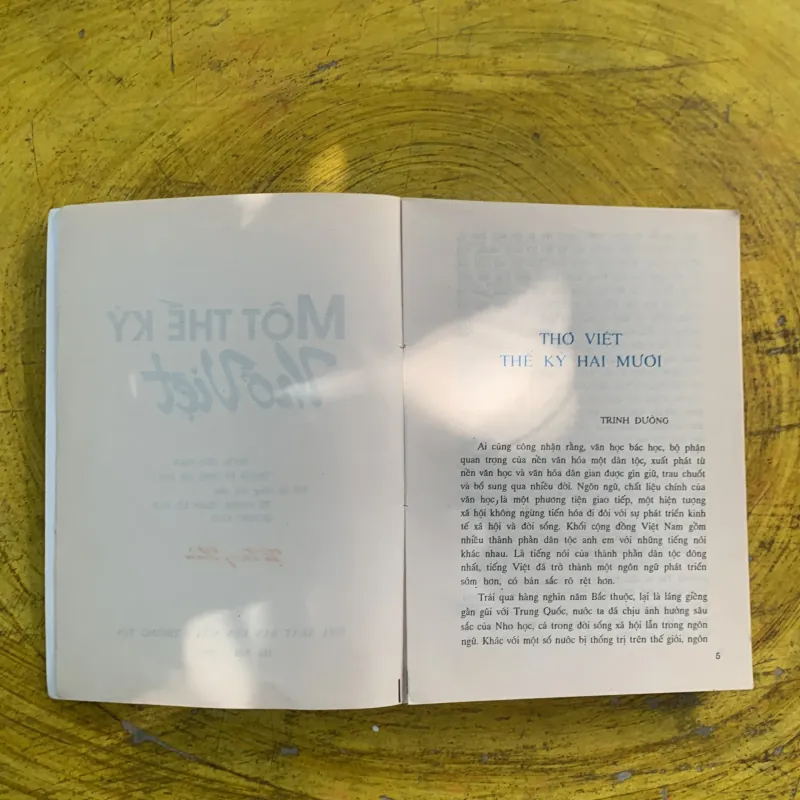 MỘT THẾ KỶ
Thơ Việt
THƠ VIỆT
THẾ KỶ HAI MƯƠI
TRINH ĐƯỜNG
Ai cũng công nhận rằng, văn học bác học, bộ phận
quan trọng của nền văn hóa một dân tộc, xuất phát từ
nền văn học và văn hóa dân gian được gìn giữ, trau chuốt
và bổ sung qua nhiều đời. Ngôn ngữ, chất liệu chính của
văn học, là một phương tiện giao tiếp, một hiện tượng
xã hội không ngừng tiến hóa đi đôi với sự phát triển kinh
tế xã hội và đời sống. Khối cộng đồng Việt Nam gồm
nhiều thành phần dân tộc anh em với những tiếng nói
khác nhau. Là tiếng nói của thành phần dân tộc đông
nhất, tiếng Việt đã trở thành một ngôn ngữ phát triển
sớm hơn, có bản sắc rõ rệt hơn.
Trải qua hàng nghìn năm Bắc thuộc, lại là láng giềng
gần gũi với Trung Quốc, nước ta đã chịu ảnh hưởng sâu
sắc của Nho học, cả trong đời sống xã hội lẫn trong ngôn
ngữ. Khác với một số nước bị thống trị trên thế giới, ngôn
5